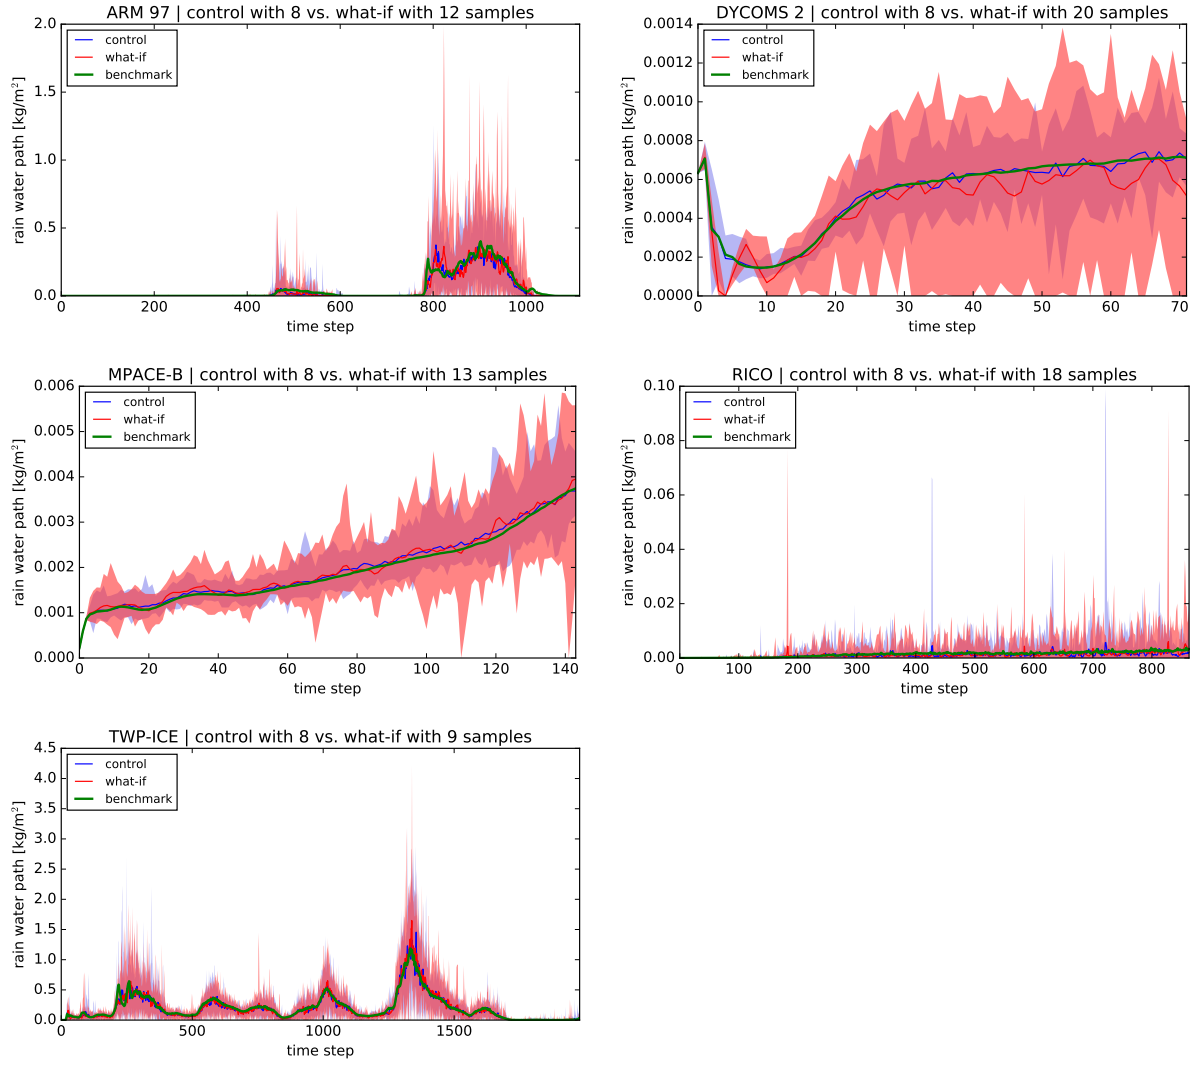 ARM 97 | control with 8 vs. what-if with 12 samples
2.0
1.5
1.0
0.5
0.0
rain water path [kg/m²]
control
what-if
benchmark
0 200 400 600 800 1000
time step
DYCOMS 2 | control with 8 vs. what-if with 20 samples
0.0014
0.0012
0.0010
0.0008
0.0006
0.0004
0.0002
0.0000
rain water path [kg/m²]
control
what-if
benchmark
0 10 20 30 40 50 60 70
time step
MPACE-B | control with 8 vs. what-if with 13 samples
0.006
0.005
0.004
0.003
0.002
0.001
0.000
rain water path [kg/m²]
control
what-if
benchmark
0 20 40 60 80 100 120 140
time step
RICO | control with 8 vs. what-if with 18 samples
0.10
0.08
0.06
0.04
0.02
0.00
rain water path [kg/m²]
control
what-if
benchmark
0 100 200 300 400 500 600 700 800
time step
TWP-ICE | control with 8 vs. what-if with 9 samples
4.5
4.0
3.5
3.0
2.5
2.0
1.5
1.0
0.5
0.0
rain water path [kg/m²]
control
what-if
benchmark
0 500 1000 1500
time step